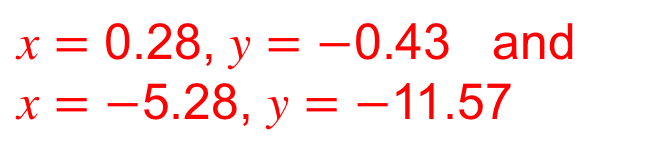 x = 0.28, y = −0.43 and
x = −5.28, y = −11.57